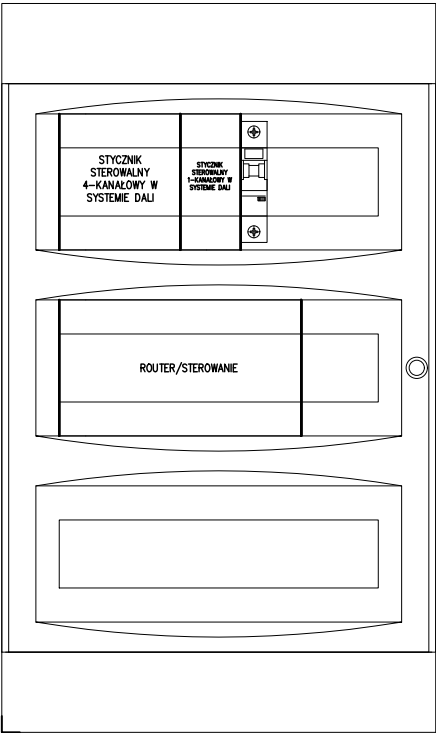 STYCZNIK
STEROWALNY
4-KANAŁOWY W
SYSTEMIE DALI
STYCZNIK
STEROWALNY
1-KANAŁOWY W
SYSTEMIE DALI
ROUTER/STEROWANIE